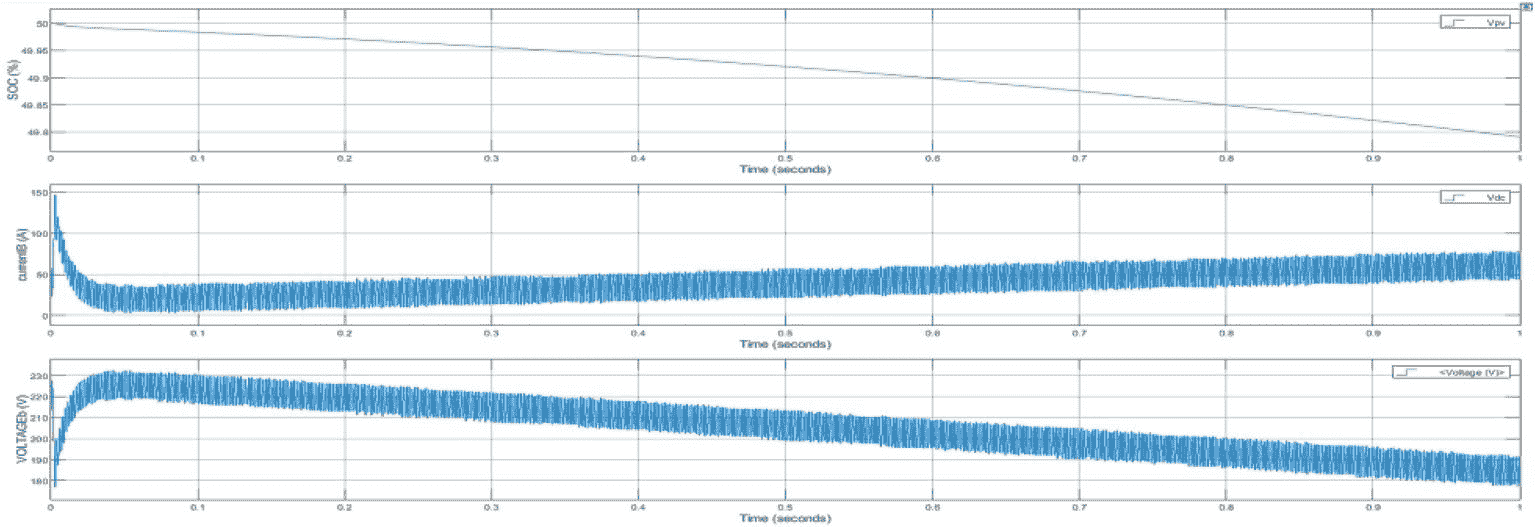 Vpv
50
49.95
49.9
49.85
49.8
SOC (%)
0 0.1 0.2 0.3 0.4 0.5 0.6 0.7 0.8 0.9 1
Time (seconds)
Vdc
150
100
50
0
currentB (A)
0 0.1 0.2 0.3 0.4 0.5 0.6 0.7 0.8 0.9 1
Time (seconds)
<Voltage (V)>
230
220
210
200
190
180
VOLTAGEb (V)
0 0.1 0.2 0.3 0.4 0.5 0.6 0.7 0.8 0.9 1
Time (seconds)